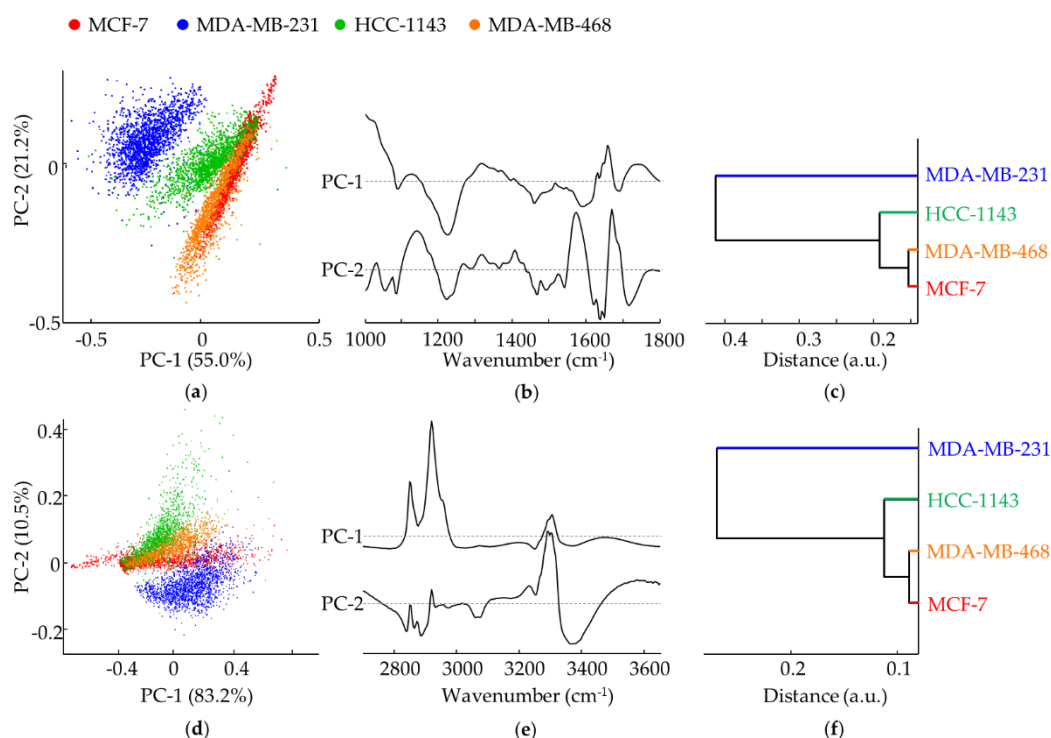 MCF-7 MDA-MB-231 HCC-1143 MDA-MB-468
PC-2 (21.2%)
0
-0.5
-0.5 0 0.5
PC-1 (55.0%)
(a)
PC-1
PC-2
1000 1200 1400 1600 1800
Wavenumber (cm⁻¹)
(b)
MDA-MB-231
HCC-1143
MDA-MB-468
MCF-7
0.4 0.3 0.2
Distance (a.u.)
(c)
PC-2 (10.5%)
0.4
0.2
0
-0.2
-0.4 0 0.4
PC-1 (83.2%)
(d)
PC-1
PC-2
2800 3000 3200 3400 3600
Wavenumber (cm⁻¹)
(e)
MDA-MB-231
HCC-1143
MDA-MB-468
MCF-7
0.2 0.1
Distance (a.u.)
(f)